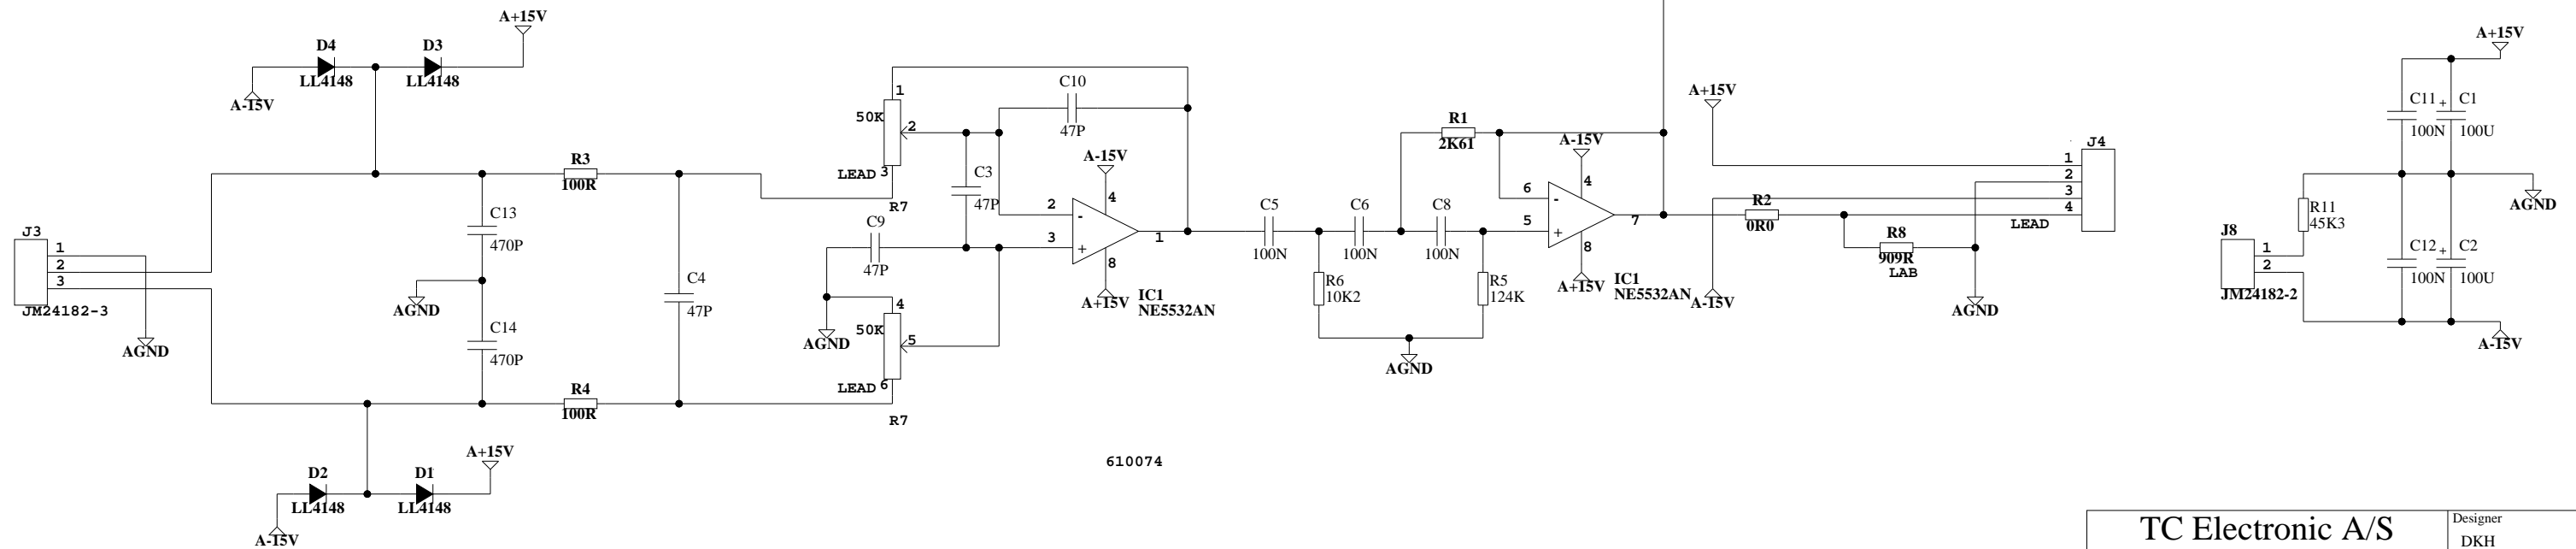 A+15V
D4
D3
LL4148
LL4148
A-15V
A+15V
1
C10
50K
2
47P
A+15V
R1
2K61
A-15V
C11
+
C1
100N
100U
J4
R3
100R
LEAD
3
C3
47P
A-15V
4
4
1
2
3
4
R7
2
-
6
-
R2
0R0
LEAD
AGND
R11
45K3
C13
470P
C9
47P
3
+
1
C5
100N
C6
100N
C8
100N
5
+
7
R8
909R
LAB
C12
+
C2
100N
100U
J3
1
2
3
JM24182-3
J8
1
2
JM24182-2
8
8
C4
47P
R6
10K2
R5
124K
A+15V
IC1
NE5532AN
A+15V
IC1
NE5532AN
A-15V
AGND
AGND
4
50K
5
AGND
AGND
C14
470P
A-15V
AGND
R4
100R
LEAD
6
R7
610074
A+15V
D2
D1
LL4148
LL4148
A-15V
TC Electronic A/S
Designer
DKH